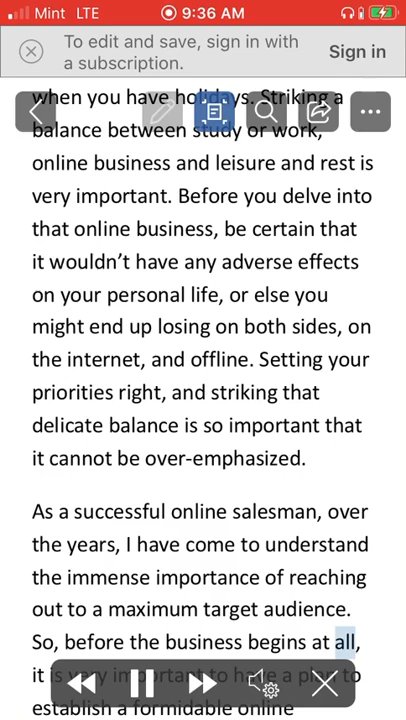 Mint LTE 9:36 AM
To edit and save, sign in with
a subscription.
Sign in
when you have holidays. Striking a
balance between study or work,
online business and leisure and rest is
very important. Before you delve into
that online business, be certain that
it wouldn’t have any adverse effects
on your personal life, or else you
might end up losing on both sides, on
the internet, and offline. Setting your
priorities right, and striking that
delicate balance is so important that
it cannot be over-emphasized.
As a successful online salesman, over
the years, I have come to understand
the immense importance of reaching
out to a maximum target audience.
So, before the business begins at all,
it is very important to have a plan to
establish a formidable online